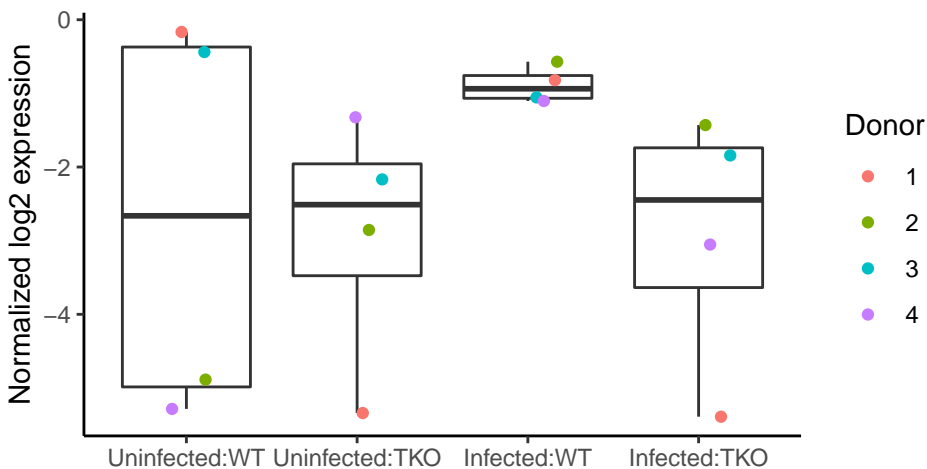 Normalized log2 expression
0
−2
−4
Uninfected:WT
Uninfected:TKO
Infected:WT
Infected:TKO
Donor
1
2
3
4